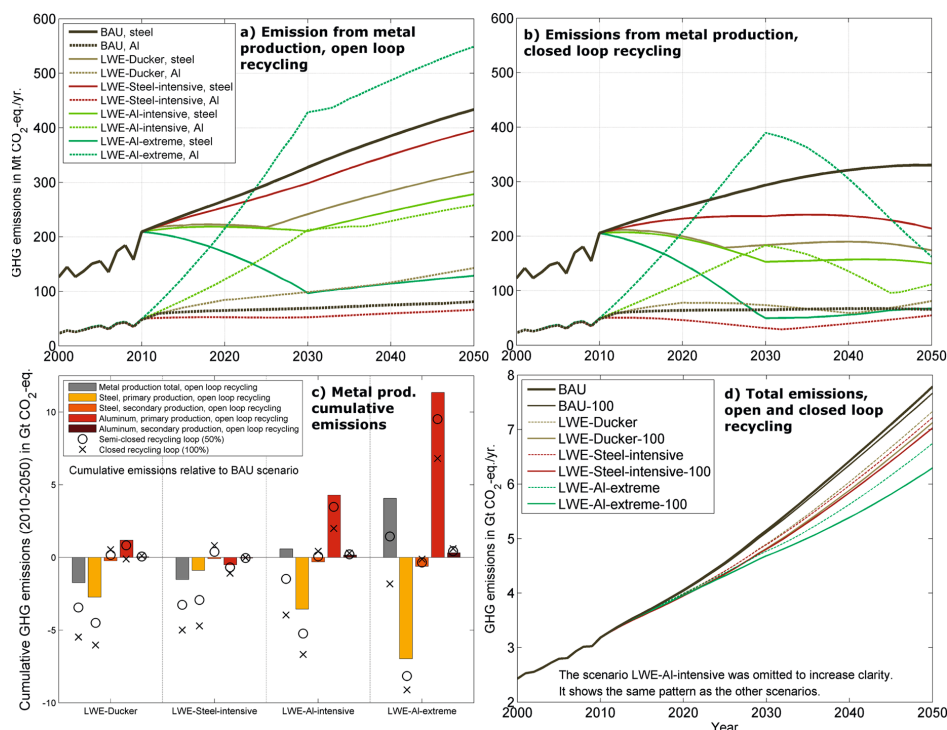 a) Emission from metal
production, open loop
recycling
BAU, steel
BAU, Al
LWE-Ducker, steel
LWE-Ducker, Al
LWE-Steel-intensive, steel
LWE-Steel-intensive, Al
LWE-Al-intensive, steel
LWE-Al-intensive, Al
LWE-Al-extreme, steel
LWE-Al-extreme, Al
GHG emissions in Mt CO2-eq./yr.
600
500
400
300
200
100
0
2000 2010 2020 2030 2040 2050
b) Emissions from metal production,
closed loop recycling
600
500
400
300
200
100
0
2000 2010 2020 2030 2040 2050
c) Metal prod.
cumulative
emissions
Metal production total, open loop recycling
Steel, primary production, open loop recycling
Steel, secondary production, open loop recycling
Aluminum, primary production, open loop recycling
Aluminum, secondary production, open loop recycling
Semi-closed recycling loop (50%)
Closed recycling loop (100%)
Cumulative emissions relative to BAU scenario
Cumulative GHG emissions (2010-2050) in Gt CO2-eq.
10
5
0
-5
-10
LWE-Ducker LWE-Steel-intensive LWE-Al-intensive LWE-Al-extreme
d) Total emissions,
open and closed loop
recycling
BAU
BAU-100
LWE-Ducker
LWE-Ducker-100
LWE-Steel-intensive
LWE-Steel-intensive-100
LWE-Al-extreme
LWE-Al-extreme-100
GHG emissions in Gt CO2-eq./yr.
8
7
6
5
4
3
2
The scenario LWE-Al-intensive was omitted to increase clarity.
It shows the same pattern as the other scenarios.
2000 2010 2020 2030 2040 2050
Year